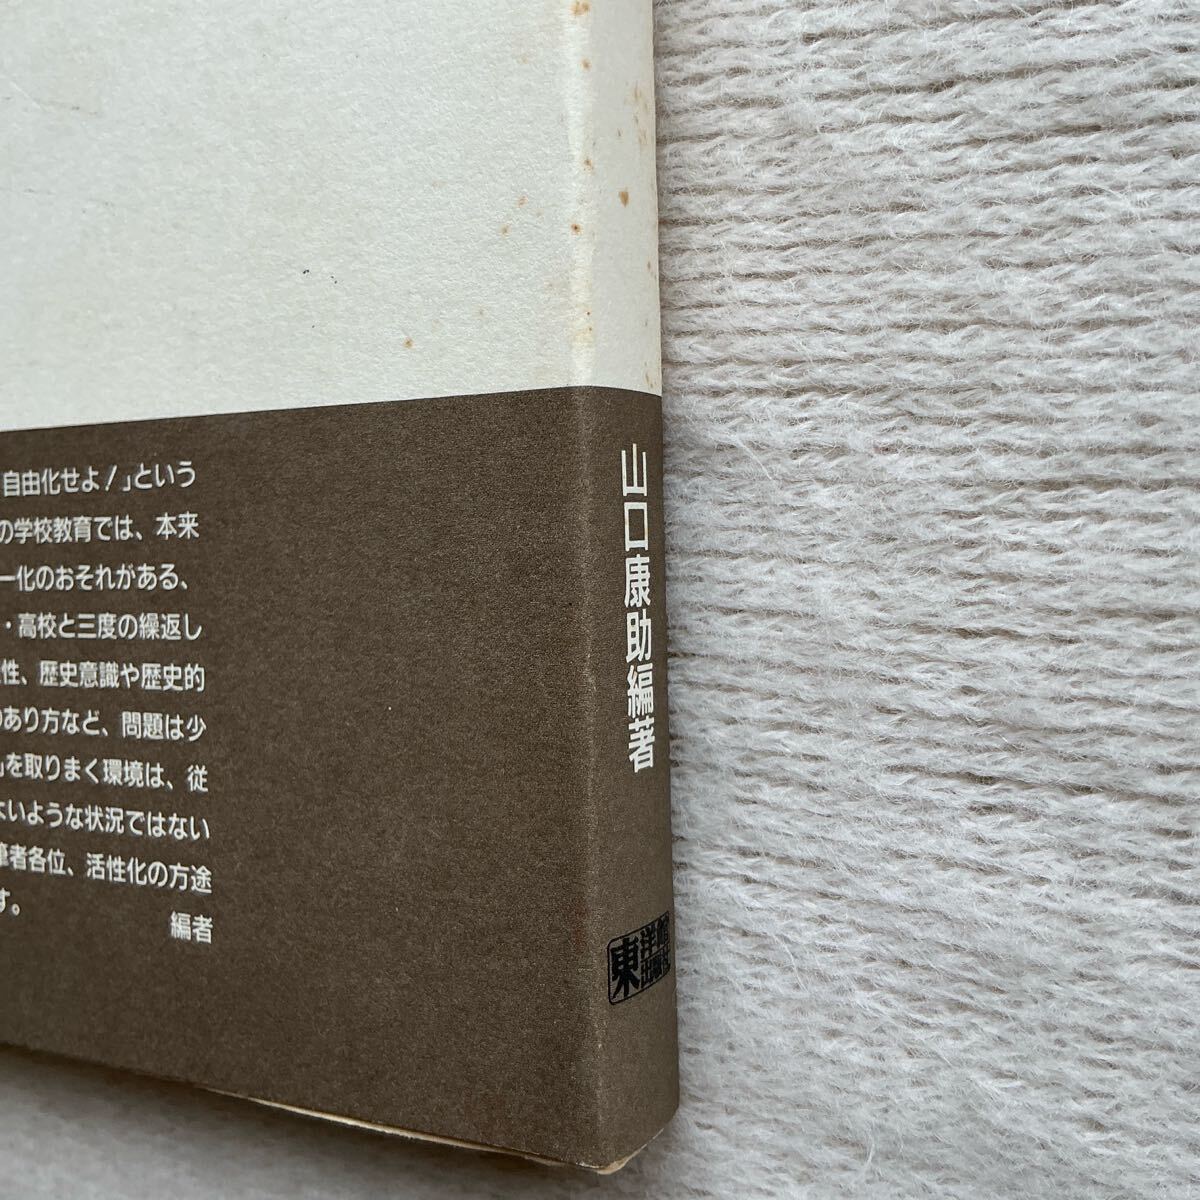 自由化せよ！」という
の学校教育では、本来
一化のおそれがある、
・高校と三度の繰返し
性、歴史意識や歴史的
あり方など、問題は少
を取りまく環境は、従
いような状況ではない
筆者各位、活性化の方途
す。
編者
山口康助編著
東洋館
出版社